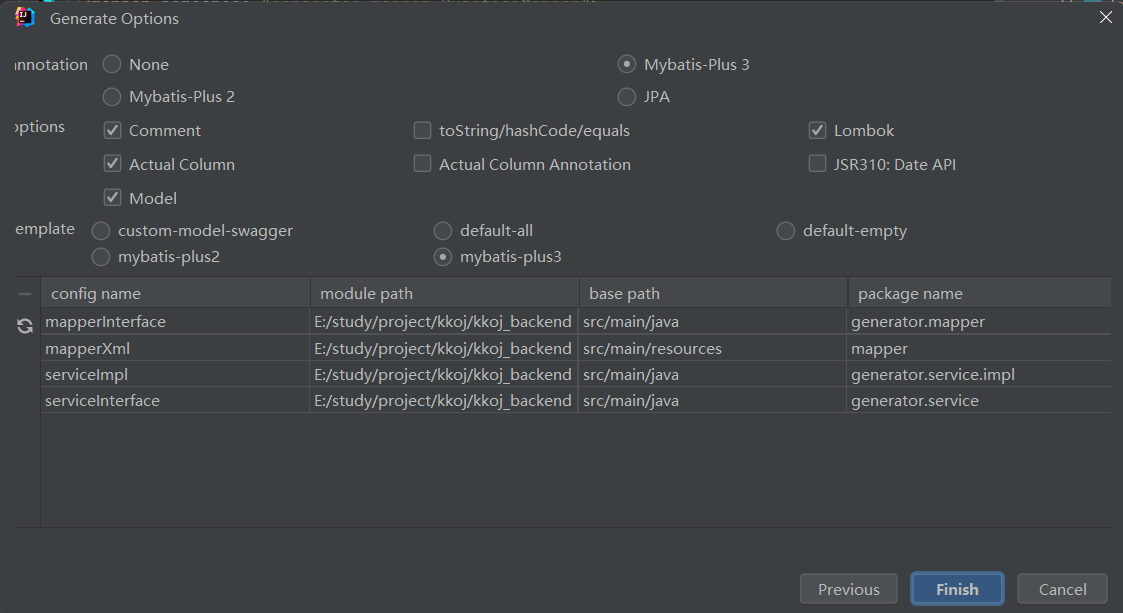 Generate Options
nnotation None Mybatis-Plus 3
Mybatis-Plus 2 JPA
options Comment toString/hashCode/equals Lombok
Actual Column Actual Column Annotation JSR310: Date API
Model
emplate custom-model-swagger default-all default-empty
mybatis-plus2 mybatis-plus3
config name module path base path package name
mapperInterface E:/study/project/kkoj/kkoj_backend src/main/java generator.mapper
mapperXml E:/study/project/kkoj/kkoj_backend src/main/resources mapper
serviceImpl E:/study/project/kkoj/kkoj_backend src/main/java generator.service.impl
serviceInterface E:/study/project/kkoj/kkoj_backend src/main/java generator.service
Previous Finish Cancel